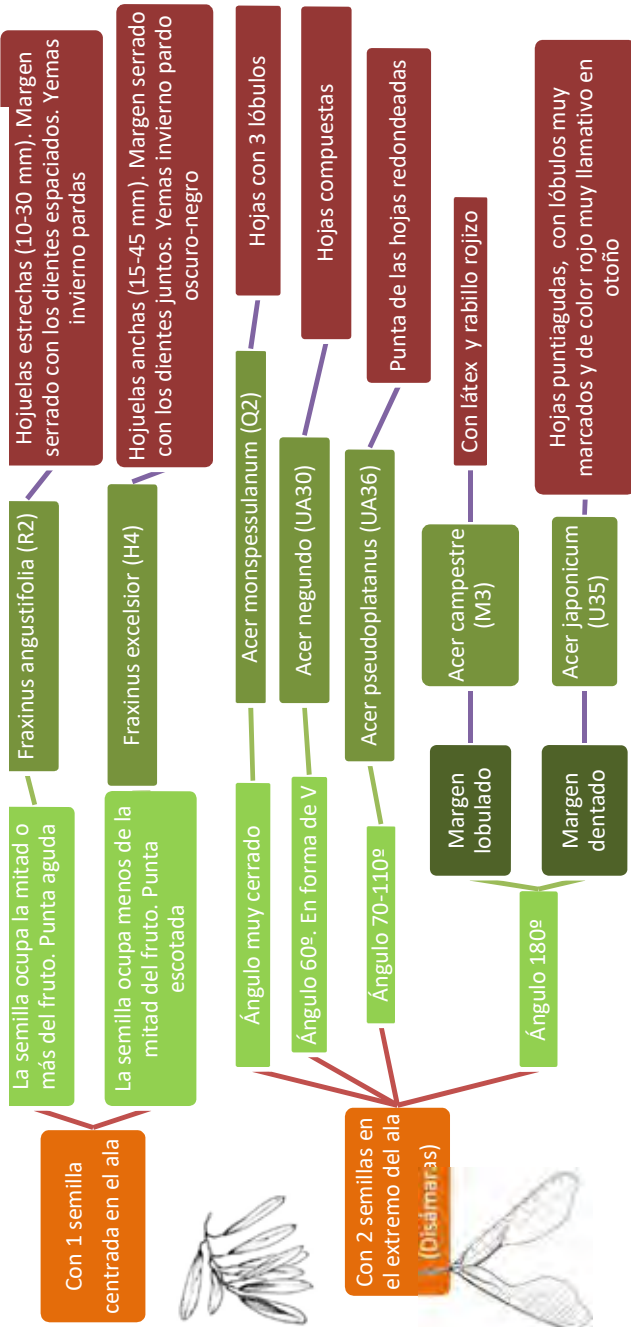 Con 1 semilla
centrada en el ala
La semilla ocupa la mitad o
más del fruto. Punta aguda
Fraxinus angustifolia (R2)
Hojuelas estrechas (10-30 mm). Margen
serrado con los dientes espaciados. Yemas
invierno pardas
La semilla ocupa menos de la
mitad del fruto. Punta
escotada
Fraxinus excelsior (H4)
Hojuelas anchas (15-45 mm). Margen serrado
con los dientes juntos. Yemas invierno pardo
oscuro-negro
Con 2 semillas en
el extremo del ala
(Disámaras)
Ángulo muy cerrado
Acer monspessulanum (Q2)
Hojas con 3 lóbulos
Ángulo 60º. En forma de V
Acer negundo (UA30)
Hojas compuestas
Ángulo 70-110º
Acer pseudoplatanus (UA36)
Punta de las hojas redondeadas
Ángulo 180º
Margen
lobulado
Acer campestre
(M3)
Con látex  y rabillo rojizo
Margen
dentado
Acer japonicum
(U35)
Hojas puntiagudas,  con lóbulos muy
marcados y de color rojo muy llamativo en
otoño